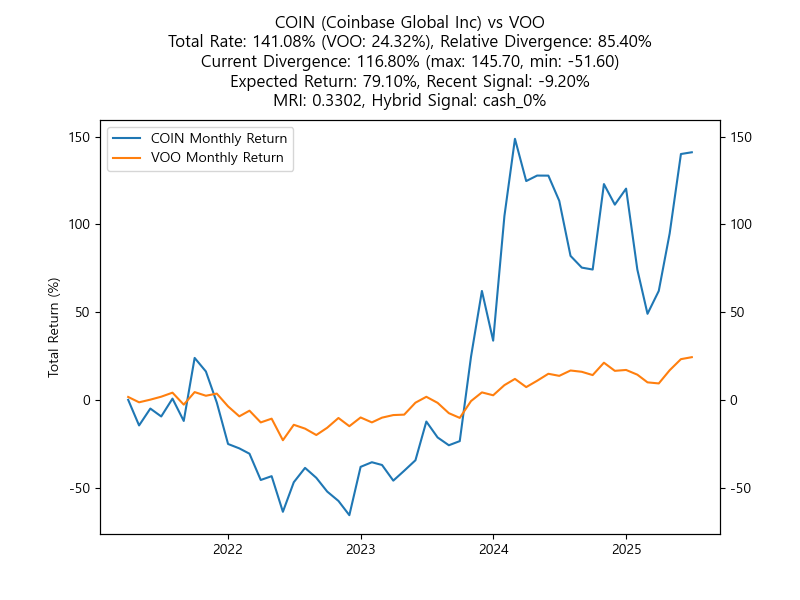 COIN (Coinbase Global Inc) vs VOO
Total Rate: 141.08% (VOO: 24.32%), Relative Divergence: 85.40%
Current Divergence: 116.80% (max: 145.70, min: -51.60)
Expected Return: 79.10%, Recent Signal: -9.20%
MRI: 0.3302, Hybrid Signal: cash_0%
COIN Monthly Return
VOO Monthly Return
Total Return (%)
150
100
50
0
-50
150
100
50
0
-50
2022
2023
2024
2025